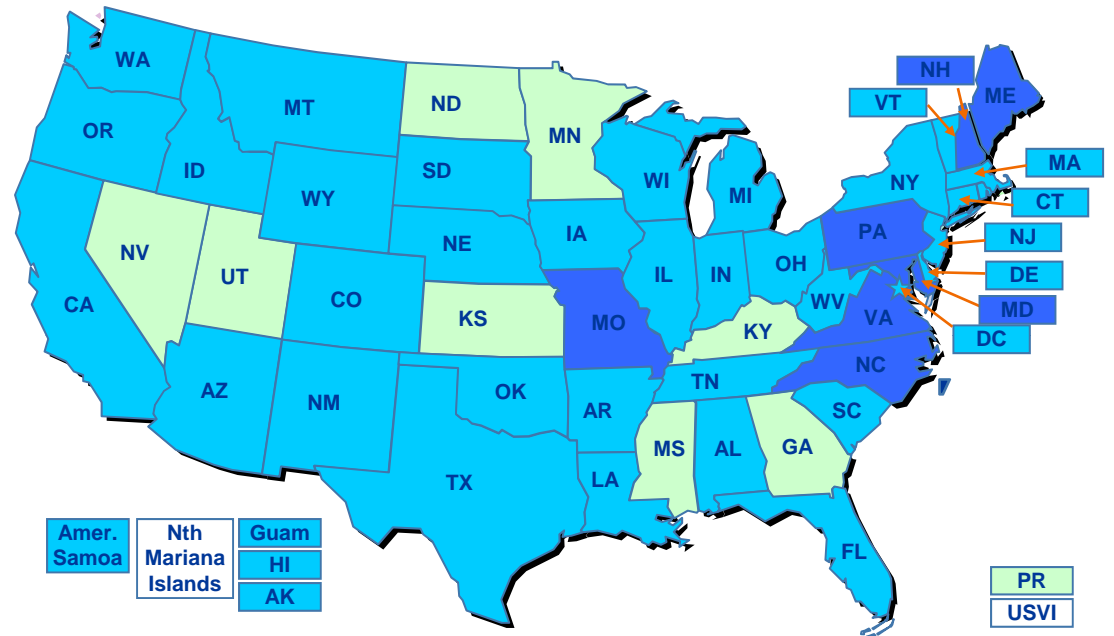 WA
NH
ME
VT
MT
ND
MN
OR
MA
ID
SD
WI
MI
NY
CT
WY
IA
NE
PA
NJ
NV
UT
CO
IL
IN
OH
DE
CA
KS
MO
WV
VA
MD
KY
DC
AZ
NM
OK
TN
NC
AR
SC
MS
AL
GA
TX
LA
FL
Amer.
Samoa
Nth
Mariana
Islands
Guam
HI
AK
PR
USVI